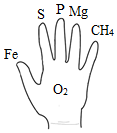 Fe S P Mg CH₄
O₂